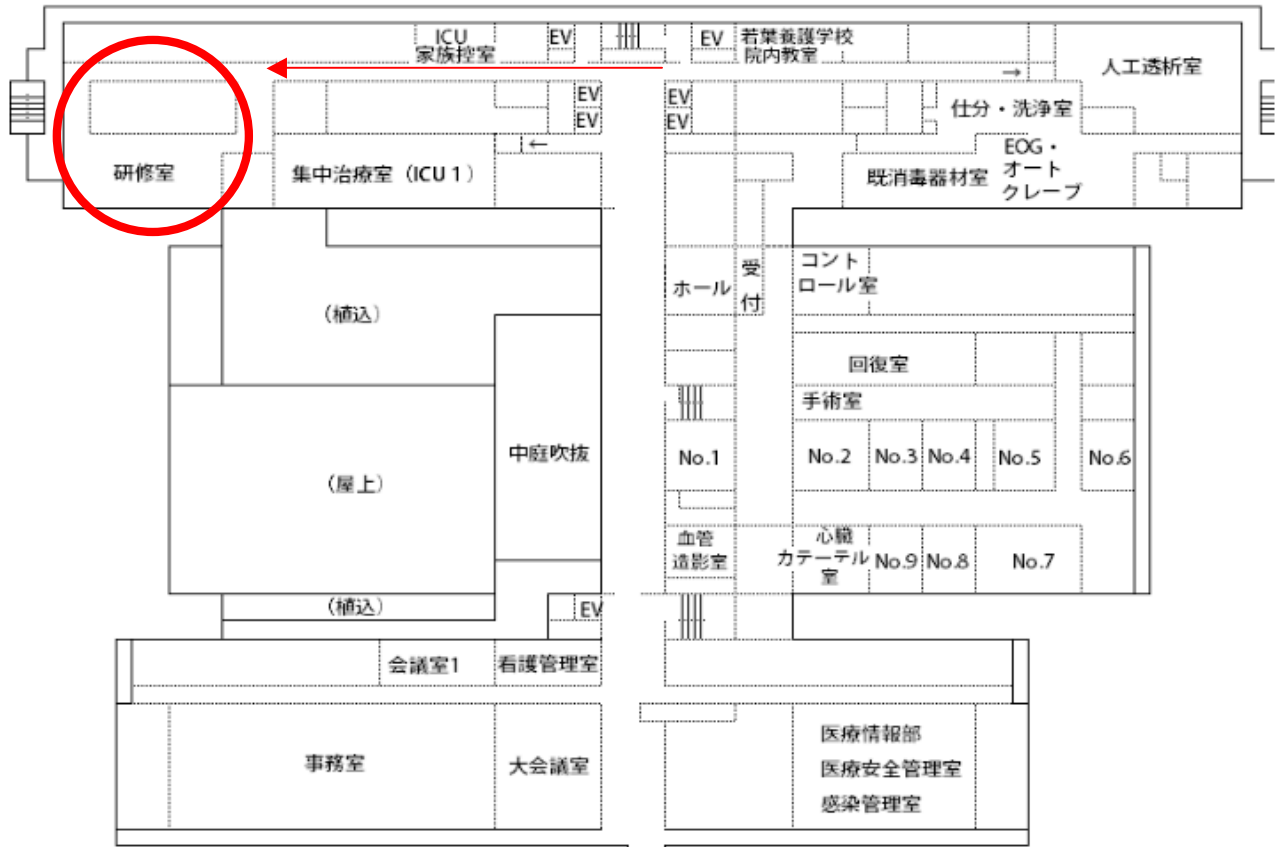 ICU
家族控室
EV
EV
若葉養護学校
院内教室
→
人工透析室
EV
EV
EV
EV
仕分・洗浄室
←
研修室
集中治療室（ICU 1）
既消毒器材室
EOG・
オート
クレーブ
ホール
受
付
コント
ロール室
（植込）
回復室
手術室
中庭吹抜
（屋上）
No.1
No.2
No.3
No.4
No.5
No.6
血管
造影室
心臓
カテーテル
室
No.9
No.8
No.7
（植込）
EV
会議室1
看護管理室
事務室
大会議室
医療情報部
医療安全管理室
感染管理室